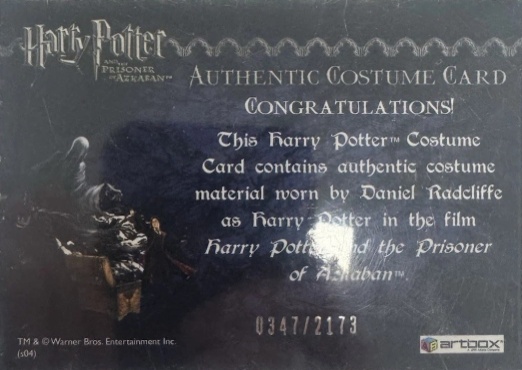 Harry Potter
AND THE
PRISONER
OF AZKABAN™
AUTHENTIC COSTUME CARD
CONGRATULATIONS!
This Harry Potter™ Costume
Card contains authentic costume
material worn by Daniel Radcliffe
as Harry Potter in the film
Harry Potter and the Prisoner
of Azkaban™.
0347/2173
TM & © Warner Bros. Entertainment Inc.
(s04)
artbox